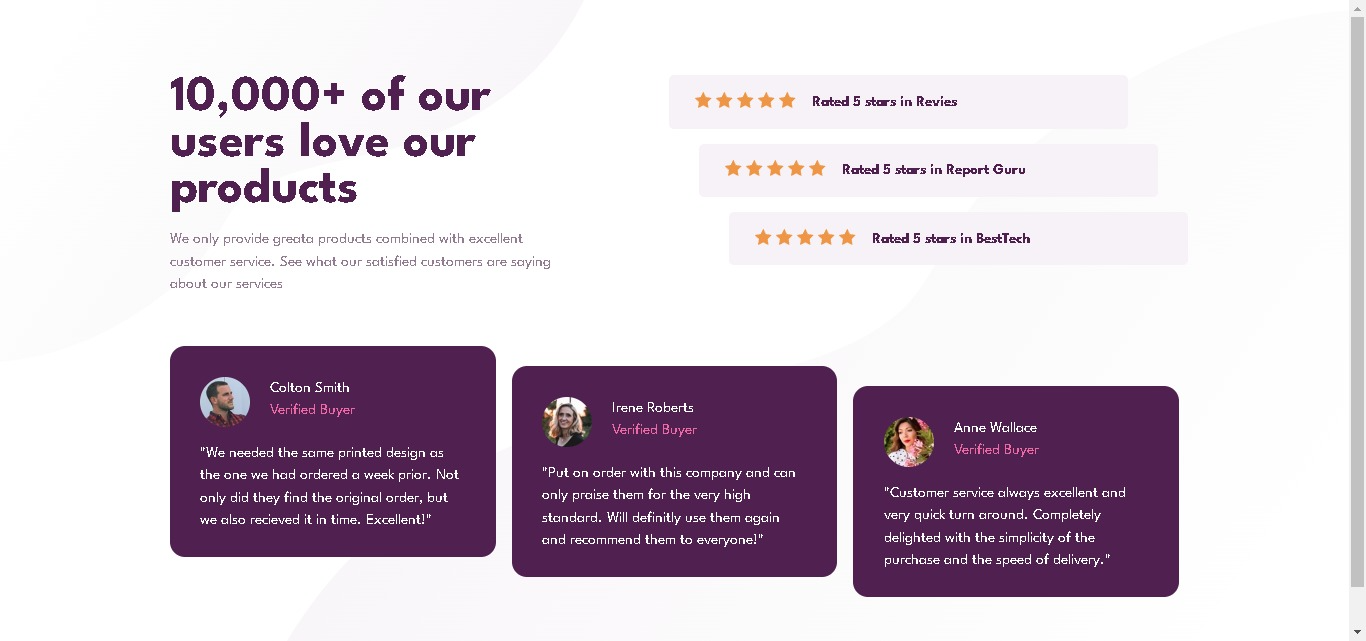 10,000+ of our
users love our
products
We only provide greata products combined with excellent
customer service. See what our satisfied customers are saying
about our services
Rated 5 stars in Revies
Rated 5 stars in Report Guru
Rated 5 stars in BestTech
Colton Smith
Verified Buyer
"We needed the same printed design as
the one we had ordered a week prior. Not
only did they find the original order, but
we also recieved it in time. Excellent!"
Irene Roberts
Verified Buyer
"Put on order with this company and can
only praise them for the very high
standard. Will definitly use them again
and recommend them to everyone!"
Anne Wallace
Verified Buyer
"Customer service always excellent and
very quick turn around. Completely
delighted with the simplicity of the
purchase and the speed of delivery."